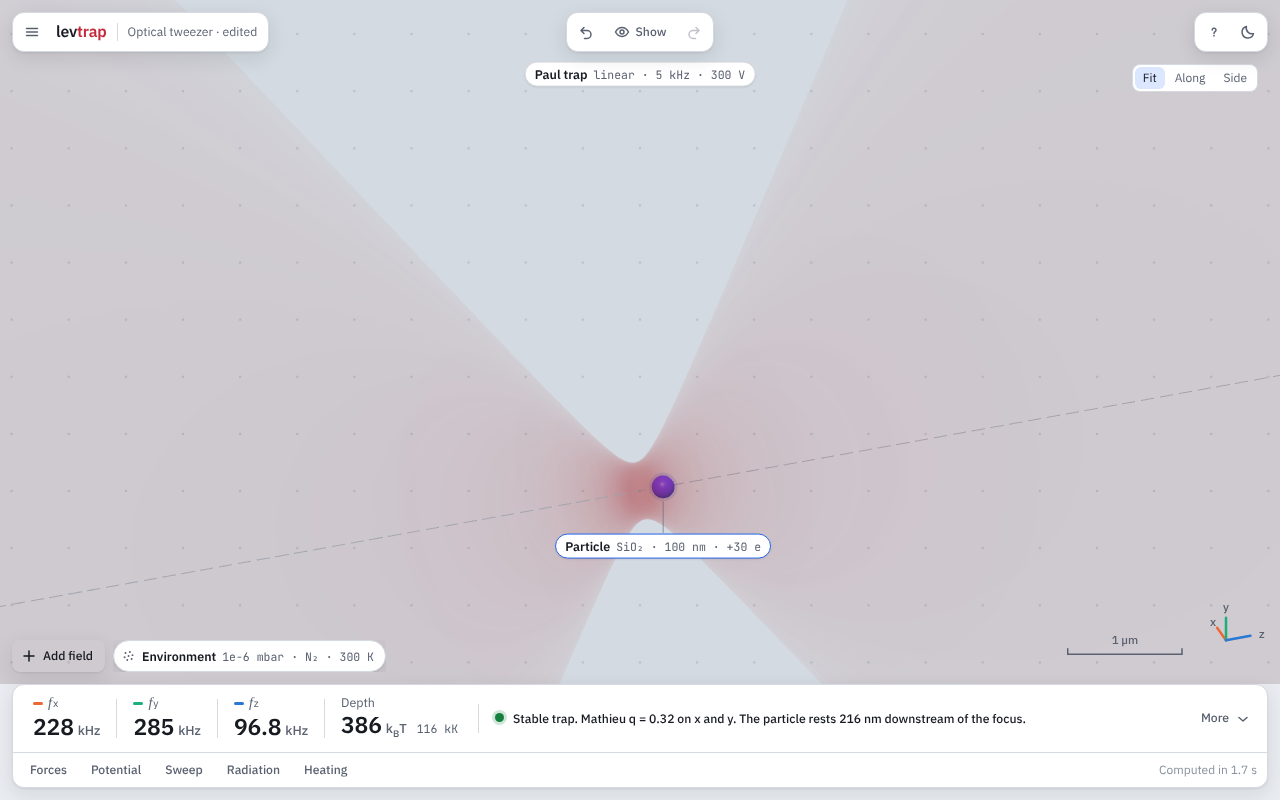 levtrap Optical tweezer · edited
Show
?
Paul trap linear · 5 kHz · 300 V
Fit Along Side
Particle SiO₂ · 100 nm · +30 e
y
x
z
1 µm
Add field
Environment 1e-6 mbar · N₂ · 300 K
fx
228 kHz
fy
285 kHz
fz
96.8 kHz
Depth
386 kBT 116 kK
Stable trap. Mathieu q = 0.32 on x and y. The particle rests 216 nm downstream of the focus.
More
Forces Potential Sweep Radiation Heating
Computed in 1.7 s